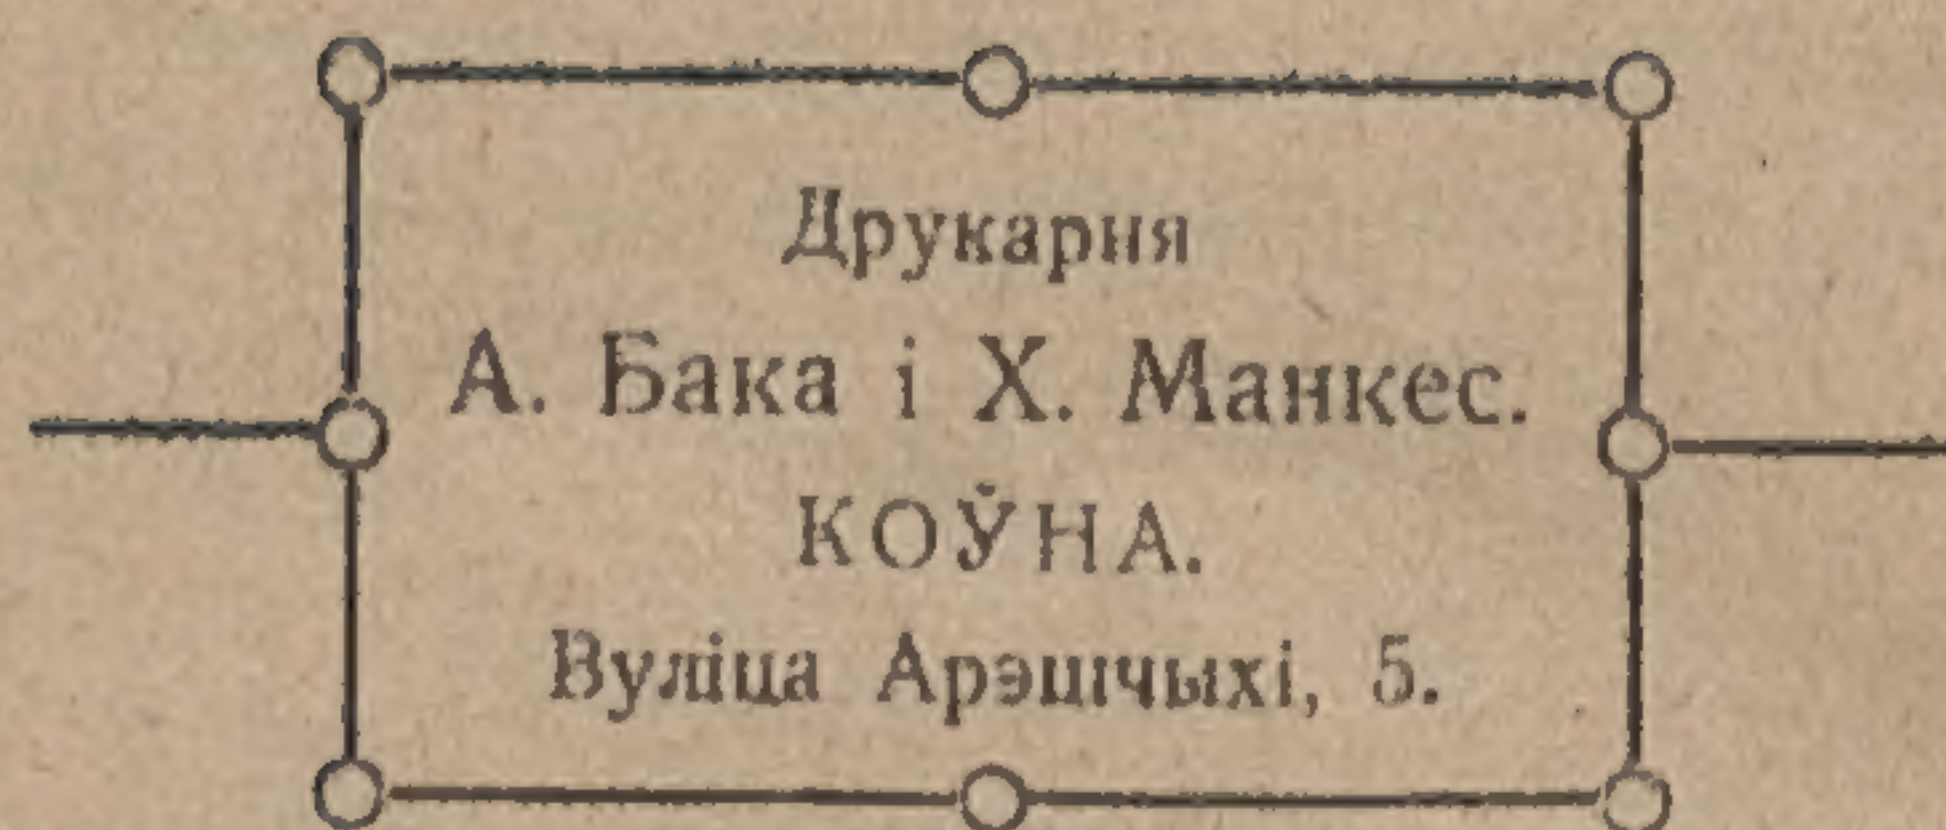 Друкарня
А. Бака і Х. Манкес.
КОЎНА.
Вуліца Арэшчыхі, 5.